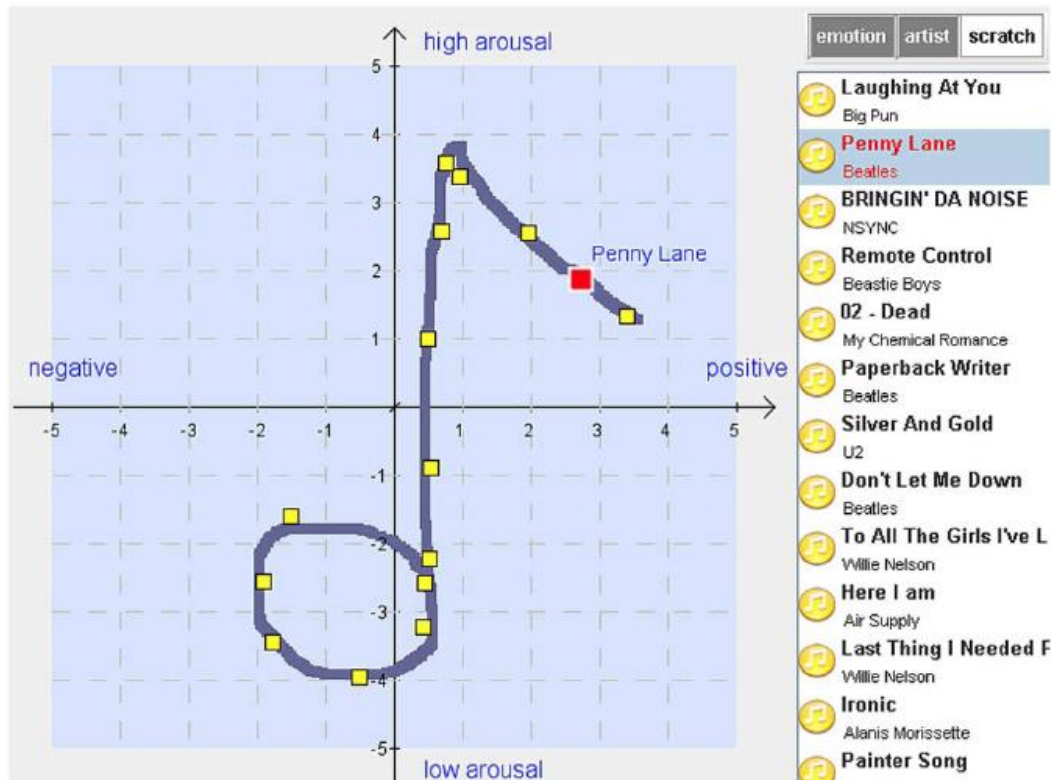 high arousal
5
4
3
2
1
Penny Lane
negative
positive
-5 -4 -3 -2 -1 1 2 3 4 5
-1
-2
-3
-4
-5
low arousal
emotion artist scratch
Laughing At You
Big Pun
Penny Lane
Beatles
BRINGIN' DA NOISE
NSYNC
Remote Control
Beastie Boys
02 - Dead
My Chemical Romance
Paperback Writer
Beatles
Silver And Gold
U2
Don't Let Me Down
Beatles
To All The Girls I've L
Willie Nelson
Here I am
Air Supply
Last Thing I Needed F
Willie Nelson
Ironic
Alanis Morissette
Painter Song